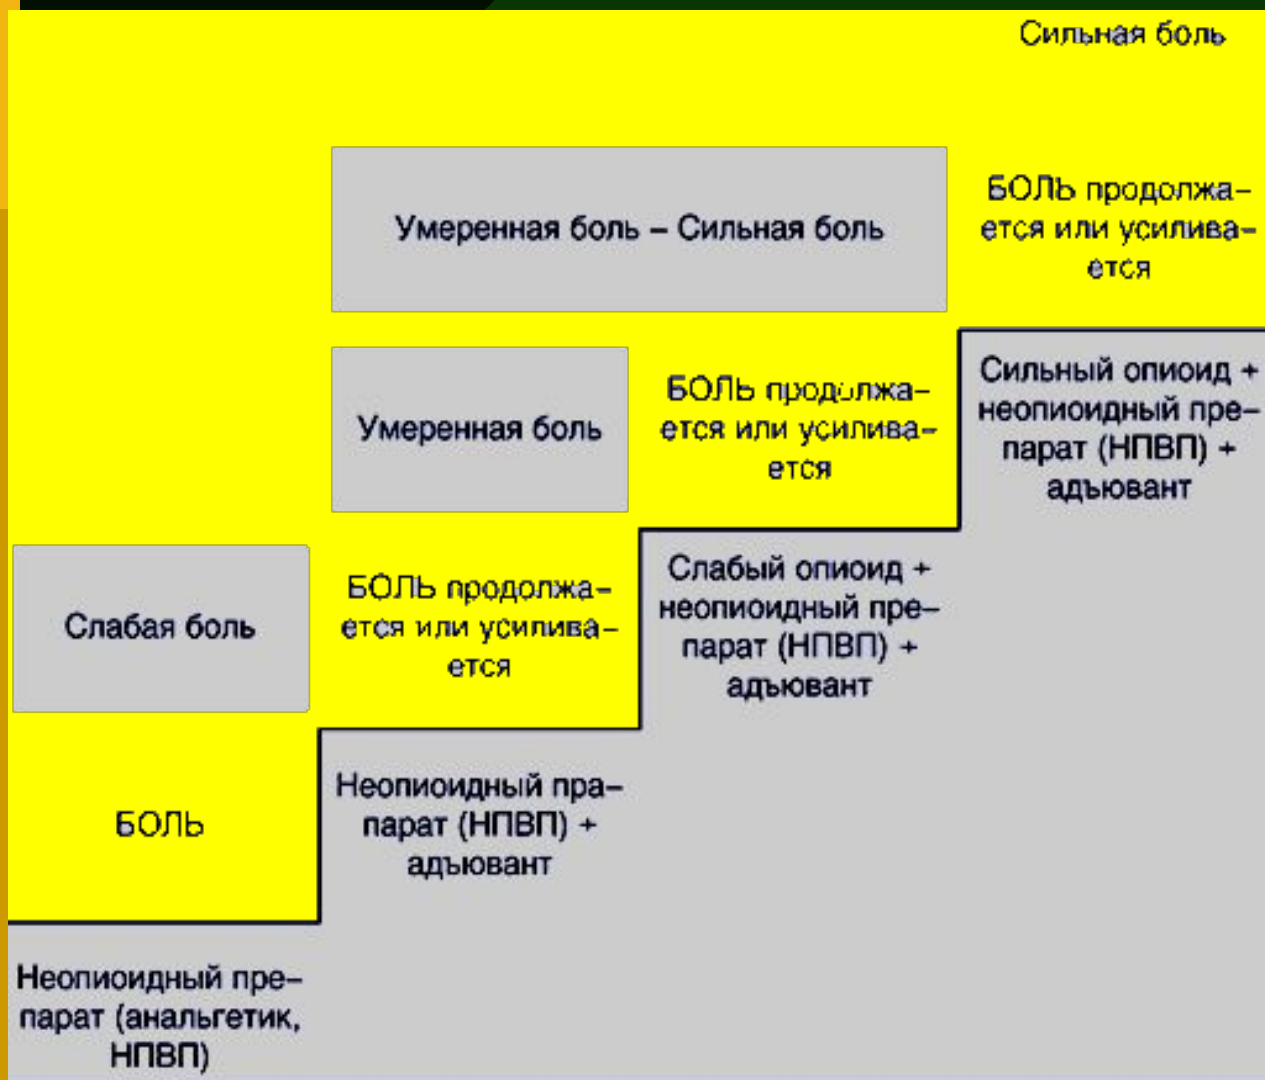 Сильная боль
Умеренная боль – Сильная боль
БОЛЬ продолжа–
ется или усилива–
ется
Умеренная боль
БОЛЬ продолжа–
ется или усилива–
ется
Сильный опиоид +
неопиоидный пре–
парат (НПВП) +
адъювант
Слабая боль
БОЛЬ продолжа–
ется или усилива–
ется
Слабый опиоид +
неопиоидный пре–
парат (НПВП) +
адъювант
БОЛЬ
Неопиоидный пра–
парат (НПВП) +
адъювант
Неопиоидный пре–
парат (анальгетик,
НПВП)